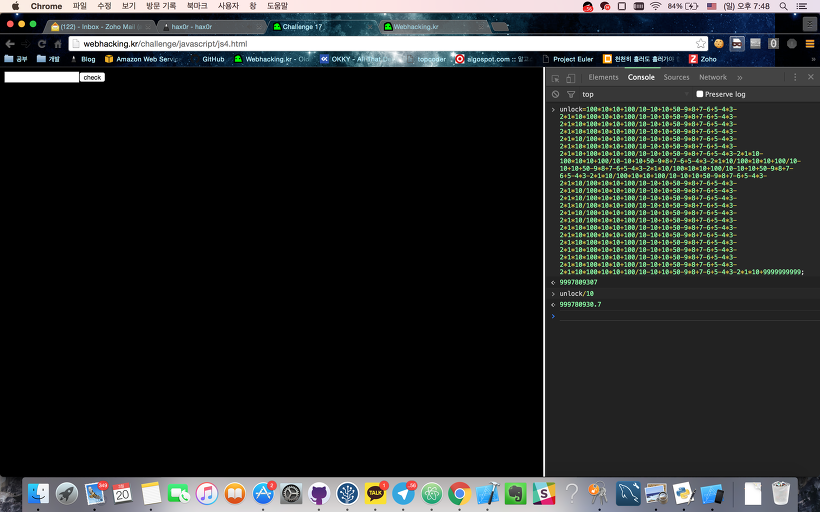 Chrome 파일 수정 보기 방문 기록 북마크 사용자 창 도움말 84% (일) 오후 7:48
(122) - Inbox - Zoho Mail hax0r - hax0r Challenge 17 Webhacking.kr
webhacking.kr/challenge/javascript/js4.html
공부 개발 Blog Amazon Web Serv GitHub Webhacking.kr - Ol OKKY - All That topcoder algospot.com :: 알고 Project Euler 천천히 흘러도 흘러가기 Zoho
check
Elements Console Sources Network »
top Preserve log
unlock=100*10*10+100/10-10+10+50-9*8+7-6+5-4*3-
2*1*10*100*10*10+100/10-10+10+50-9*8+7-6+5-4*3-
2*1*10*100*10*10+100/10-10+10+50-9*8+7-6+5-4*3-
2*1*10*100*10*10+100/10-10+10+50-9*8+7-6+5-4*3-
2*1*10/100*10*10+100/10-10+10+50-9*8+7-6+5-4*3-
2*1*10*100*10*10+100/10-10+10+50-9*8+7-6+5-4*3-
2*1*10*100*10*10+100/10-10+10+50-9*8+7-6+5-4*3-2*1*10-
100*10*10+100/10-10+10+50-9*8+7-6+5-4*3-2*1*10/100*10*10+100/10-
10+10+50-9*8+7-6+5-4*3-2*1*10/100*10*10+100/10-10+10+50-9*8+7-
6+5-4*3-2*1*10/100*10*10+100/10-10+10+50-9*8+7-6+5-4*3-
2*1*10/100*10*10+100/10-10+10+50-9*8+7-6+5-4*3-
2*1*10*100*10*10+100/10-10+10+50-9*8+7-6+5-4*3-
2*1*10*100*10*10+100/10-10+10+50-9*8+7-6+5-4*3-
2*1*10*100*10*10+100/10-10+10+50-9*8+7-6+5-4*3-
2*1*10*100*10*10+100/10-10+10+50-9*8+7-6+5-4*3-
2*1*10*100*10*10+100/10-10+10+50-9*8+7-6+5-4*3-
2*1*10*100*10*10+100/10-10+10+50-9*8+7-6+5-4*3-
2*1*10*100*10*10+100/10-10+10+50-9*8+7-6+5-4*3-
2*1*10*100*10*10+100/10-10+10+50-9*8+7-6+5-4*3-
2*1*10*100*10*10+100/10-10+10+50-9*8+7-6+5-4*3-
2*1*10*100*10*10+100/10-10+10+50-9*8+7-6+5-4*3-
2*1*10*100*10*10+100/10-10+10+50-9*8+7-6+5-4*3-
2*1*10*100*10*10+100/10-10+10+50-9*8+7-6+5-4*3-2*1*10+9999999999;
9997809307
unlock/10
999780930.7
349
20
2
TALK
1